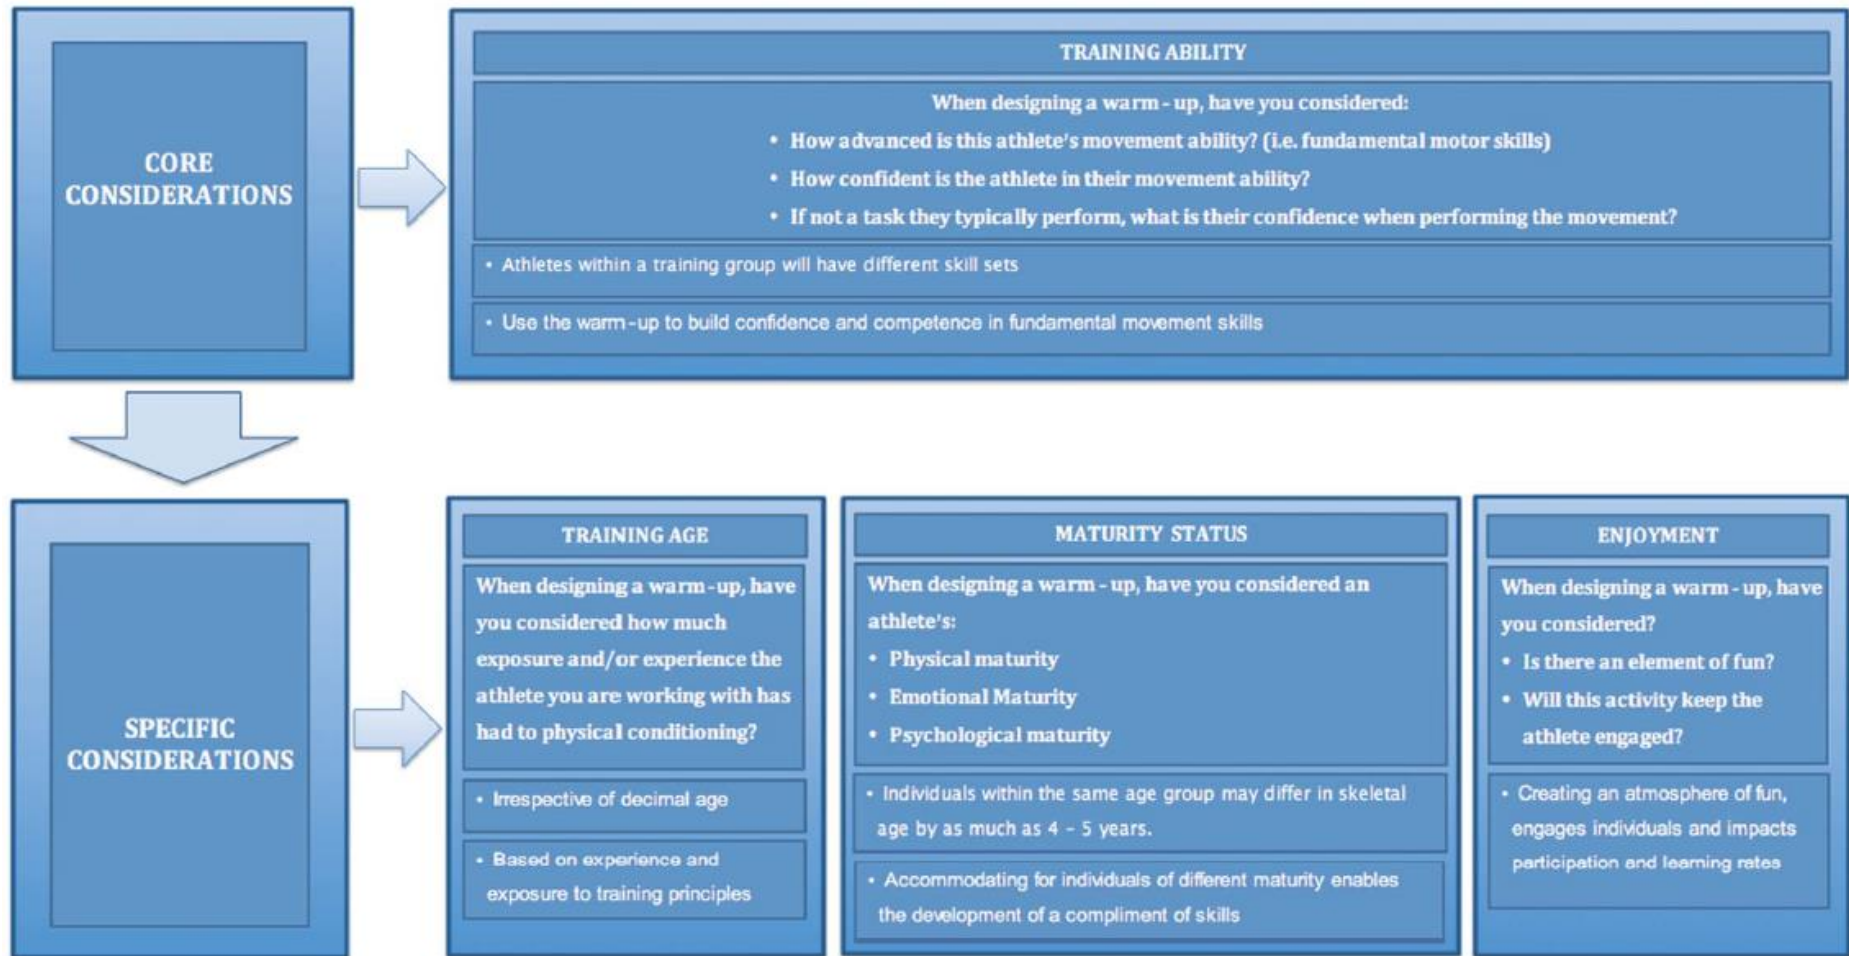 CORE
CONSIDERATIONS
TRAINING ABILITY
When designing a warm - up, have you considered:
• How advanced is this athlete's movement ability? (i.e. fundamental motor skills)
• How confident is the athlete in their movement ability?
• If not a task they typically perform, what is their confidence when performing the movement?
• Athletes within a training group will have different skill sets
• Use the warm-up to build confidence and competence in fundamental movement skills
SPECIFIC
CONSIDERATIONS
TRAINING AGE
When designing a warm - up, have
you considered how much
exposure and/or experience the
athlete you are working with has
had to physical conditioning?
• Irrespective of decimal age
• Based on experience and
exposure to training principles
MATURITY STATUS
When designing a warm - up, have you considered an
athlete's:
• Physical maturity
• Emotional Maturity
• Psychological maturity
• Individuals within the same age group may differ in skeletal
age by as much as 4 – 5 years.
• Accommodating for individuals of different maturity enables
the development of a compliment of skills
ENJOYMENT
When designing a warm - up, have
you considered?
• Is there an element of fun?
• Will this activity keep the
athlete engaged?
• Creating an atmosphere of fun,
engages individuals and impacts
participation and learning rates